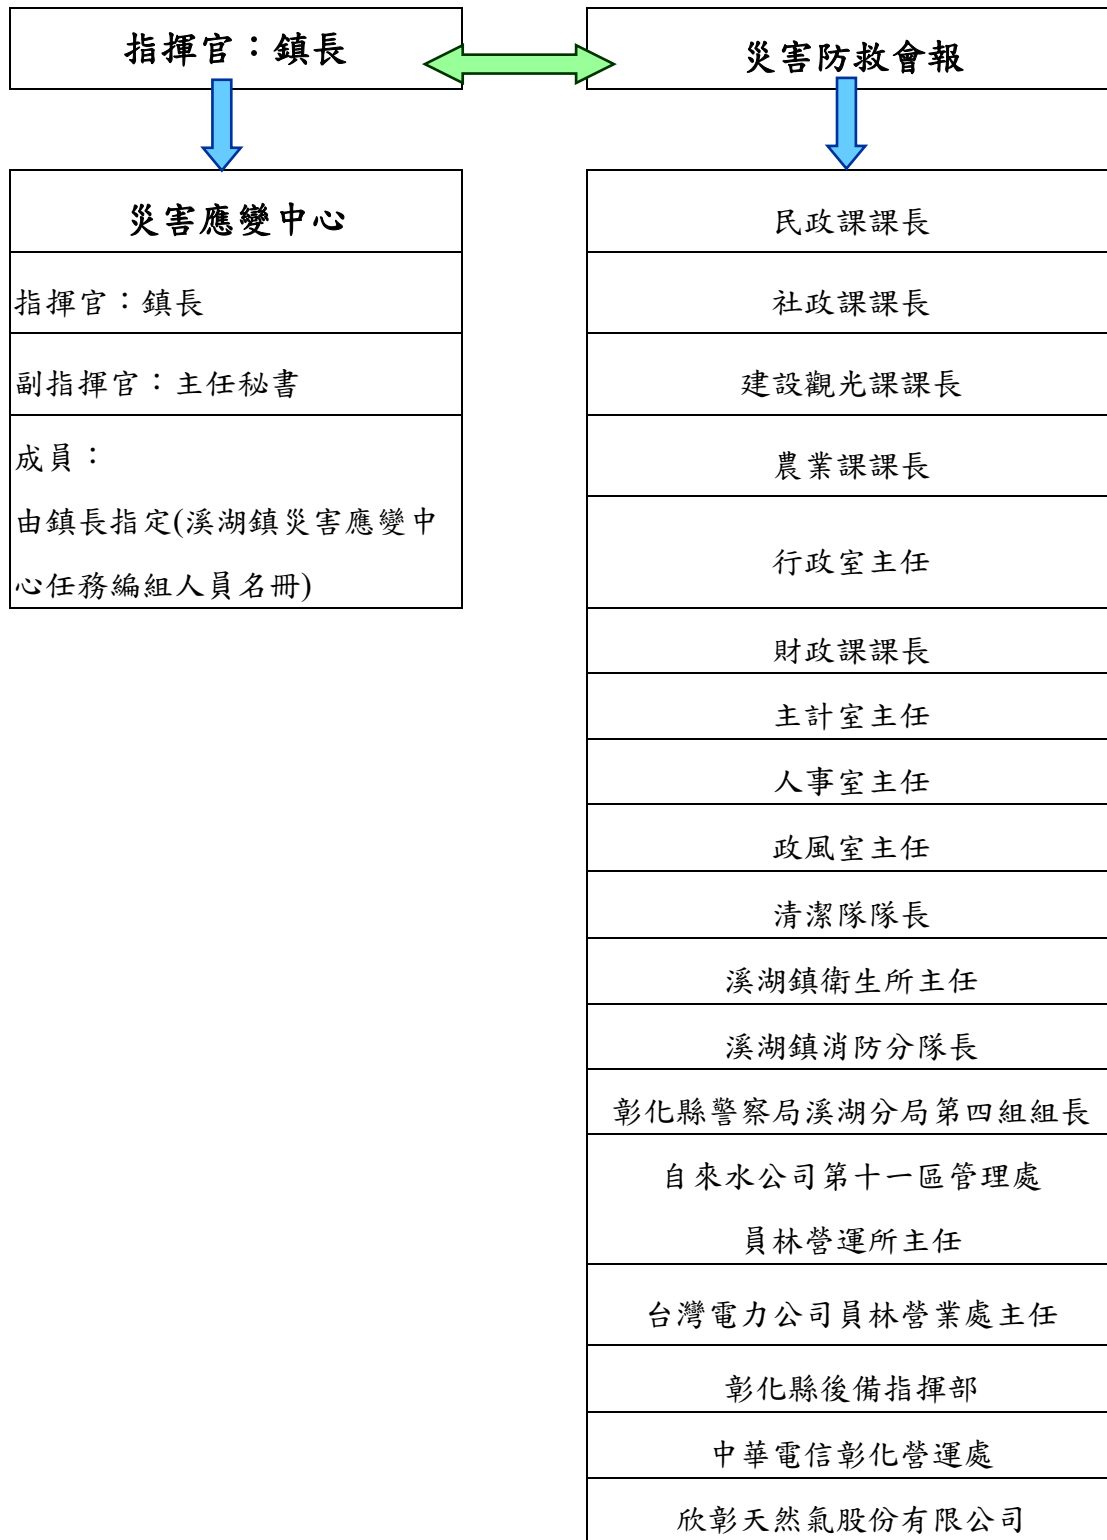 指揮官：鎮長
災害防救會報
災害應變中心
指揮官：鎮長
副指揮官：主任秘書
成員：
由鎮長指定(溪湖鎮災害應變中
心任務編組人員名冊)
民政課課長
社政課課長
建設觀光課課長
農業課課長
行政室主任
財政課課長
主計室主任
人事室主任
政風室主任
清潔隊隊長
溪湖鎮衛生所主任
溪湖鎮消防分隊長
彰化縣警察局溪湖分局第四組組長
自來水公司第十一區管理處
員林營運所主任
台灣電力公司員林營業處主任
彰化縣後備指揮部
中華電信彰化營運處
欣彰天然氣股份有限公司